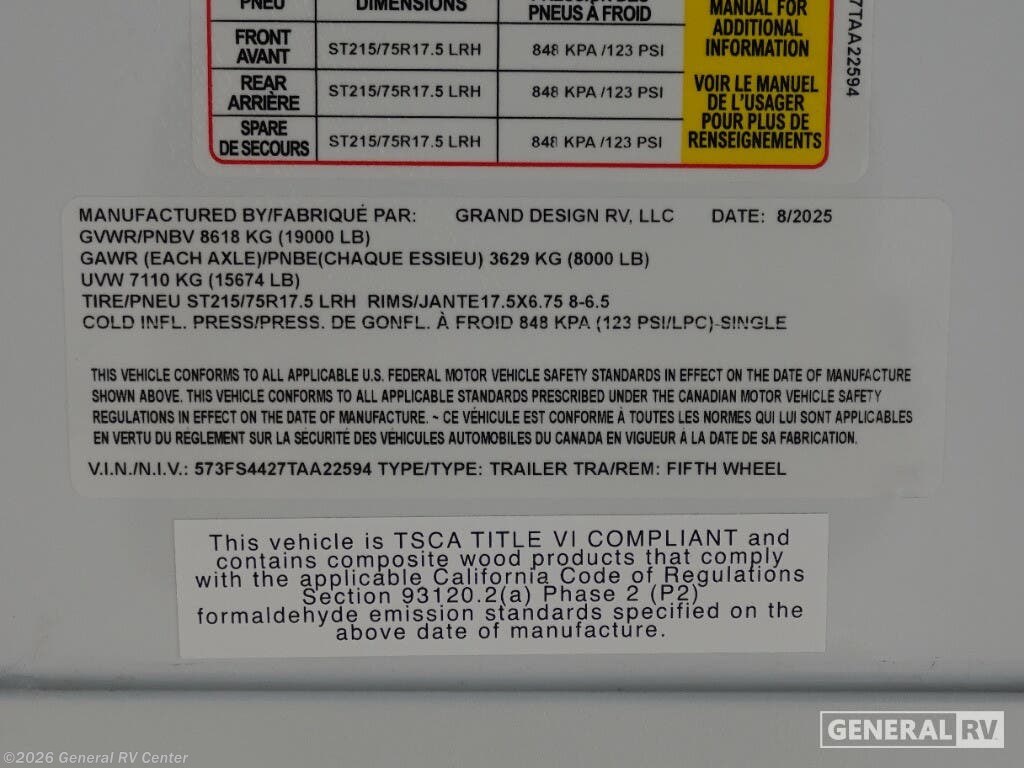 PNEU DIMENSIONS PNEUS À FROID
FRONT AVANT ST215/75R17.5 LRH 848 KPA /123 PSI
REAR ARRIÈRE ST215/75R17.5 LRH 848 KPA /123 PSI
SPARE DE SECOURS ST215/75R17.5 LRH 848 KPA /123 PSI
MANUAL FOR
ADDITIONAL
INFORMATION
VOIR LE MANUEL
DE L'USAGER
POUR PLUS DE
RENSEIGNEMENTS
7TAA22594
MANUFACTURED BY/FABRIQUÉ PAR: GRAND DESIGN RV, LLC DATE: 8/2025
GVWR/PNBV 8618 KG (19000 LB)
GAWR (EACH AXLE)/PNBE(CHAQUE ESSIEU) 3629 KG (8000 LB)
UVW 7110 KG (15674 LB)
TIRE/PNEU ST215/75R17.5 LRH RIMS/JANTE17.5X6.75 8-6.5
COLD INFL. PRESS/PRESS. DE GONFL. À FROID 848 KPA (123 PSI/LPC)-SINGLE
THIS VEHICLE CONFORMS TO ALL APPLICABLE U.S. FEDERAL MOTOR VEHICLE SAFETY STANDARDS IN EFFECT ON THE DATE OF MANUFACTURE
SHOWN ABOVE. THIS VEHICLE CONFORMS TO ALL APPLICABLE STANDARDS PRESCRIBED UNDER THE CANADIAN MOTOR VEHICLE SAFETY
REGULATIONS IN EFFECT ON THE DATE OF MANUFACTURE. ~ CE VÉHICULE EST CONFORME À TOUTES LES NORMES QUI LUI SONT APPLICABLES
EN VERTU DU RÈGLEMENT SUR LA SÉCURITÉ DES VÉHICULES AUTOMOBILES DU CANADA EN VIGUEUR À LA DATE DE SA FABRICATION.
V.I.N./N.I.V.: 573FS4427TAA22594 TYPE/TYPE: TRAILER TRA/REM: FIFTH WHEEL
This vehicle is TSCA TITLE VI COMPLIANT and
contains composite wood products that comply
with the applicable California Code of Regulations
Section 93120.2(a) Phase 2 (P2)
formaldehyde emission standards specified on the
above date of manufacture.
GENERAL RV
©2026 General RV Center